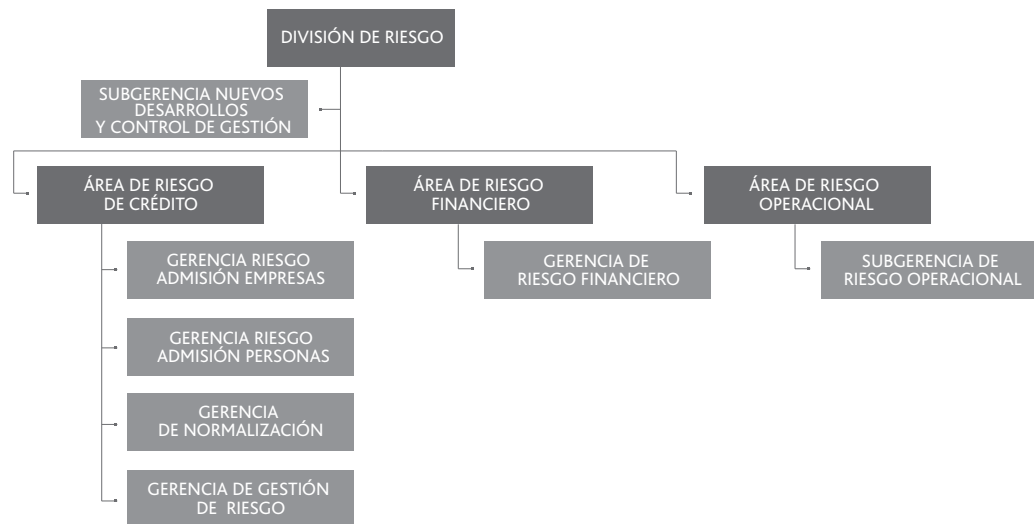 DIVISIÓN DE RIESGO
SUBGERENCIA NUEVOS
DESARROLLOS
Y CONTROL DE GESTIÓN
ÁREA DE RIESGO
DE CRÉDITO
ÁREA DE RIESGO
FINANCIERO
ÁREA DE RIESGO
OPERACIONAL
GERENCIA RIESGO
ADMISIÓN EMPRESAS
GERENCIA DE
RIESGO FINANCIERO
SUBGERENCIA DE
RIESGO OPERACIONAL
GERENCIA RIESGO
ADMISIÓN PERSONAS
GERENCIA
DE NORMALIZACIÓN
GERENCIA DE GESTIÓN
DE RIESGO